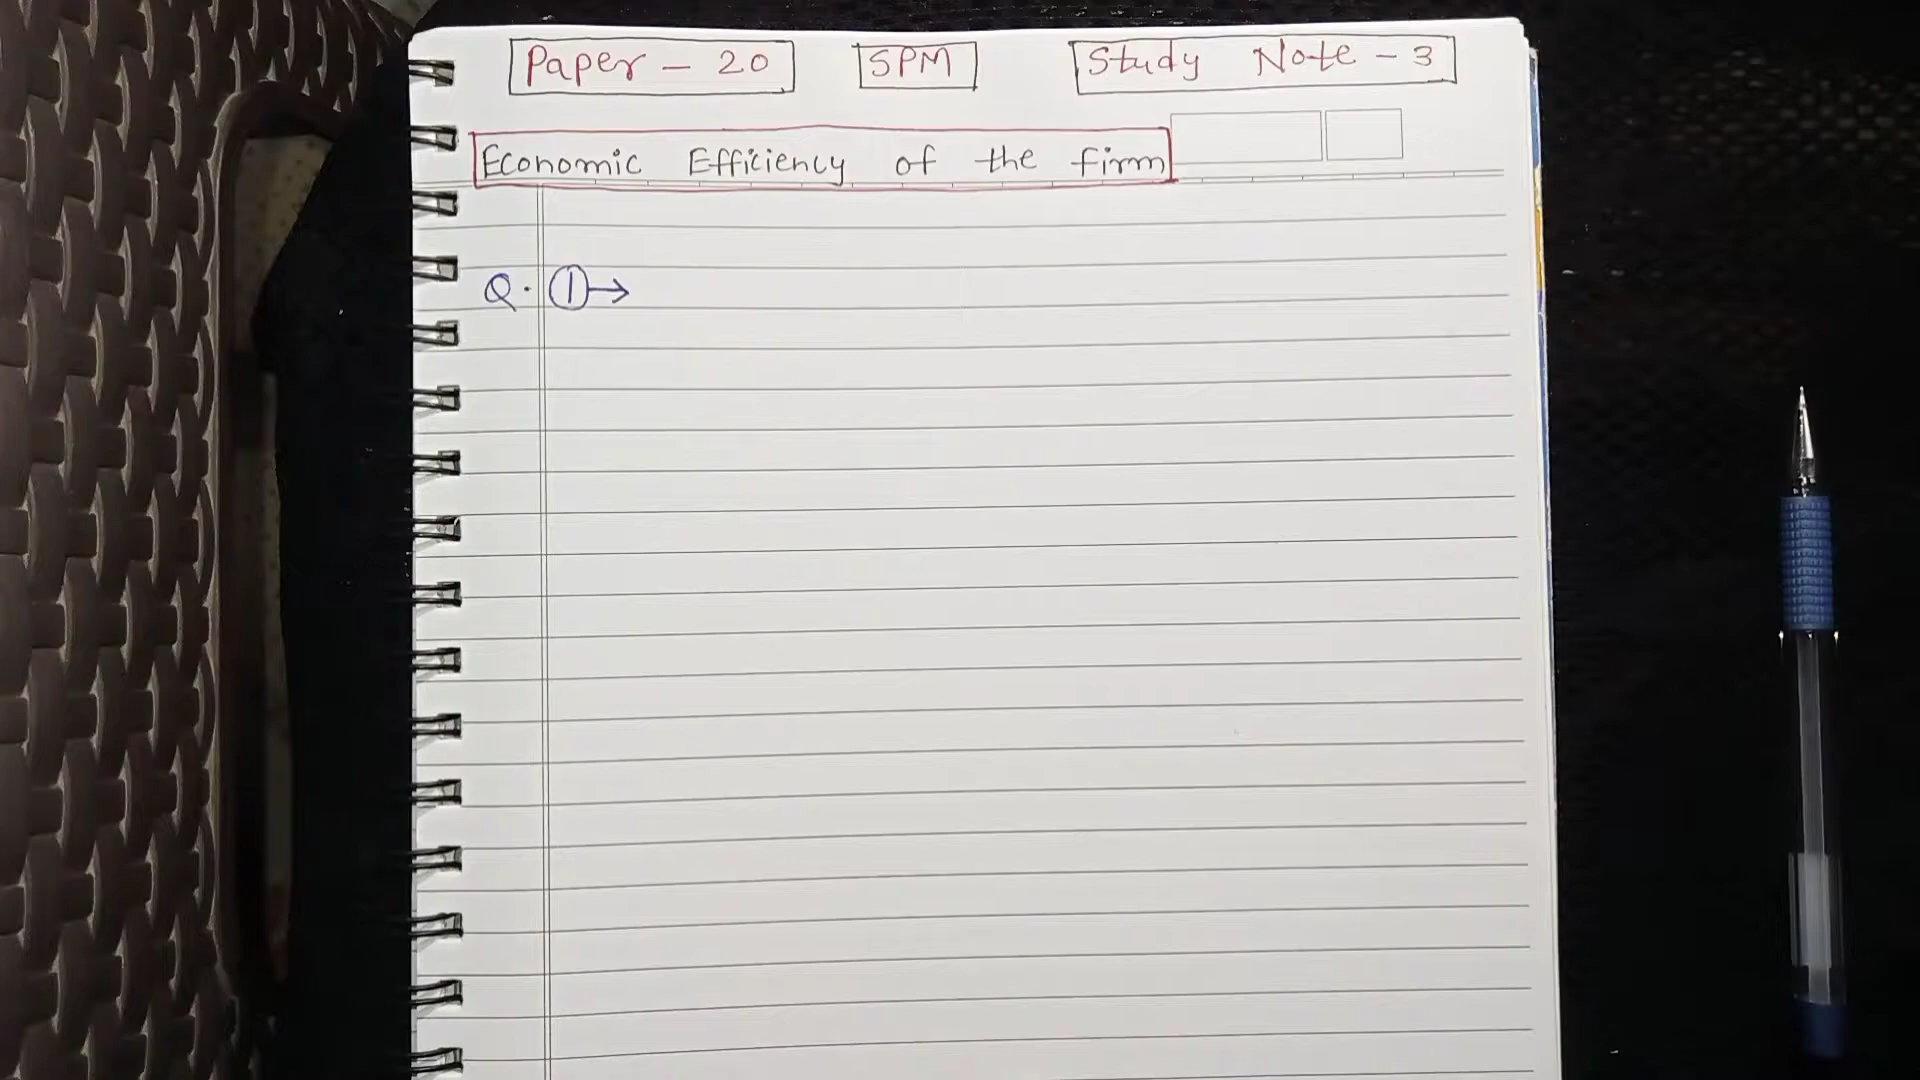 Paper - 20 SPM Study Note - 3
Economic Efficiency of the firm
Q. 1→